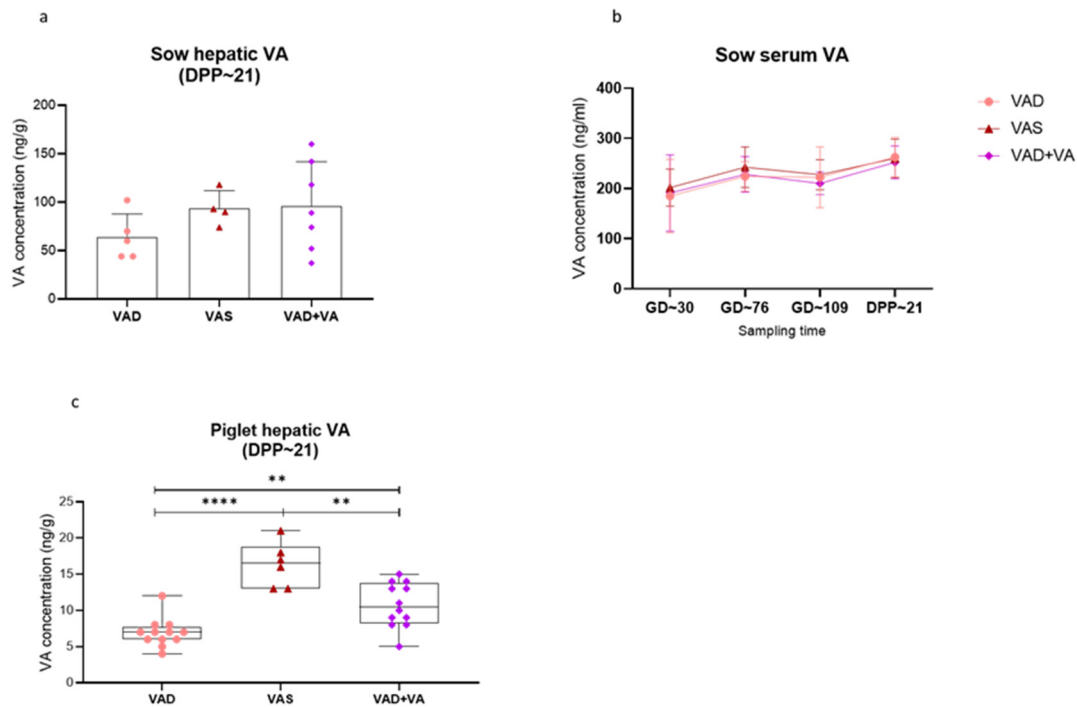 a
Sow hepatic VA
(DPP~21)
VA concentration (ng/g)
200
150
100
50
0
VAD
VAS
VAD+VA
b
Sow serum VA
VA concentration (ng/ml)
400
300
200
100
0
GD~30
GD~76
GD~109
DPP~21
Sampling time
VAD
VAS
VAD+VA
c
Piglet hepatic VA
(DPP~21)
**
****
**
VA concentration (ng/g)
25
20
15
10
5
0
VAD
VAS
VAD+VA